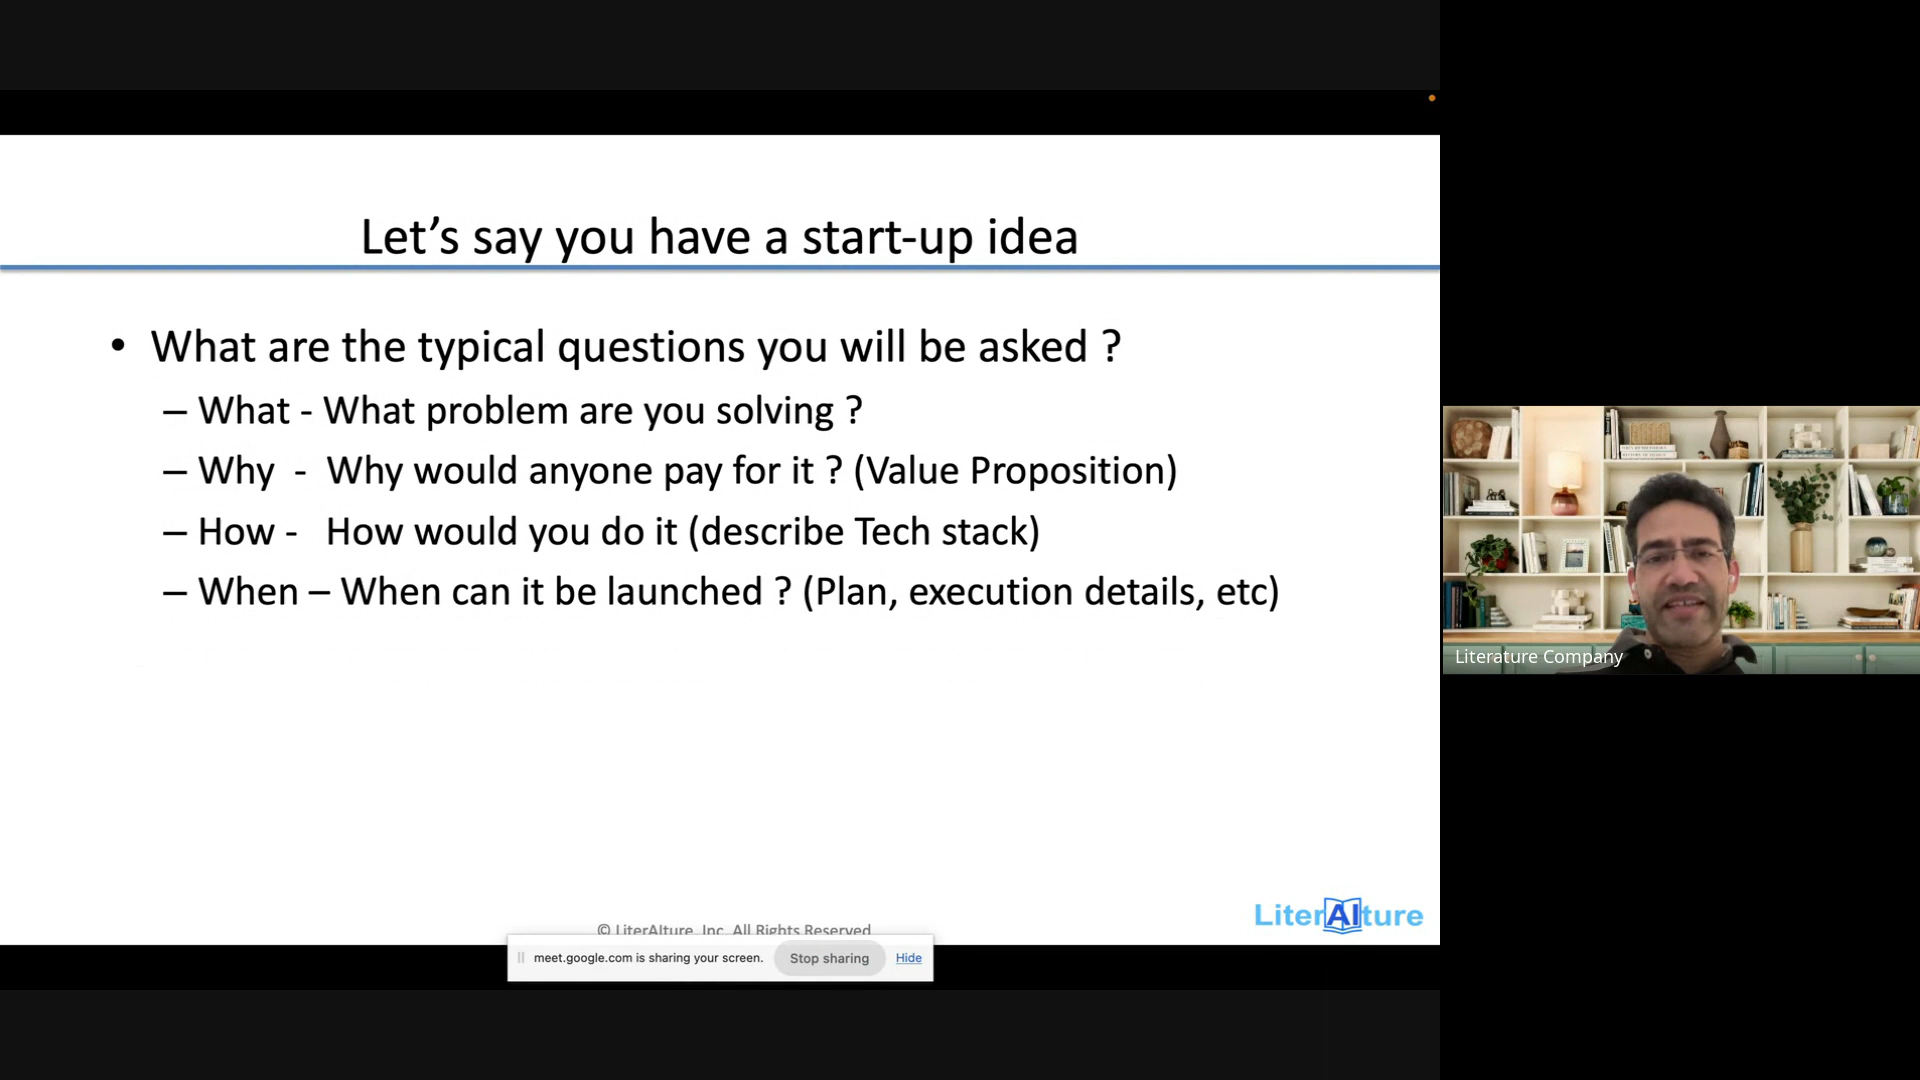 Let’s say you have a start-up idea
• What are the typical questions you will be asked ?
– What - What problem are you solving ?
– Why - Why would anyone pay for it ? (Value Proposition)
– How - How would you do it (describe Tech stack)
– When – When can it be launched ? (Plan, execution details, etc)
© LiterAIture, Inc. All Rights Reserved
LiterAIture
meet.google.com is sharing your screen. Stop sharing Hide
Literature Company